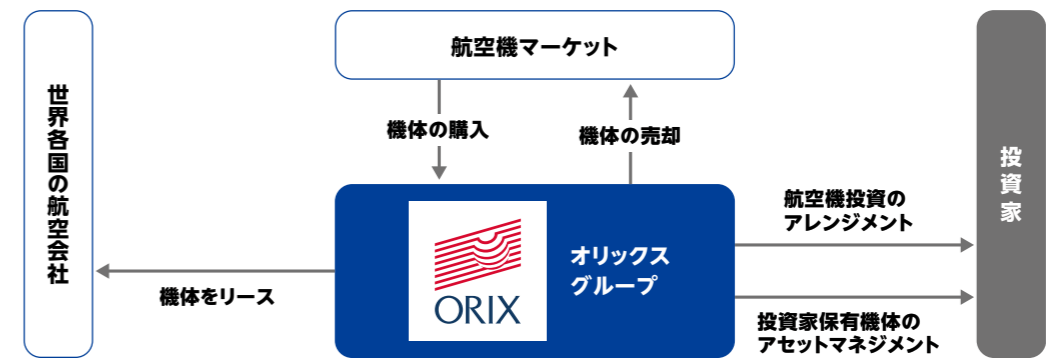 航空機マーケット
世界各国の航空会社
機体の購入
機体の売却
投資家
航空機投資の
アレンジメント
オリックス
グループ
ORIX
機体をリース
投資家保有機体の
アセットマネジメント